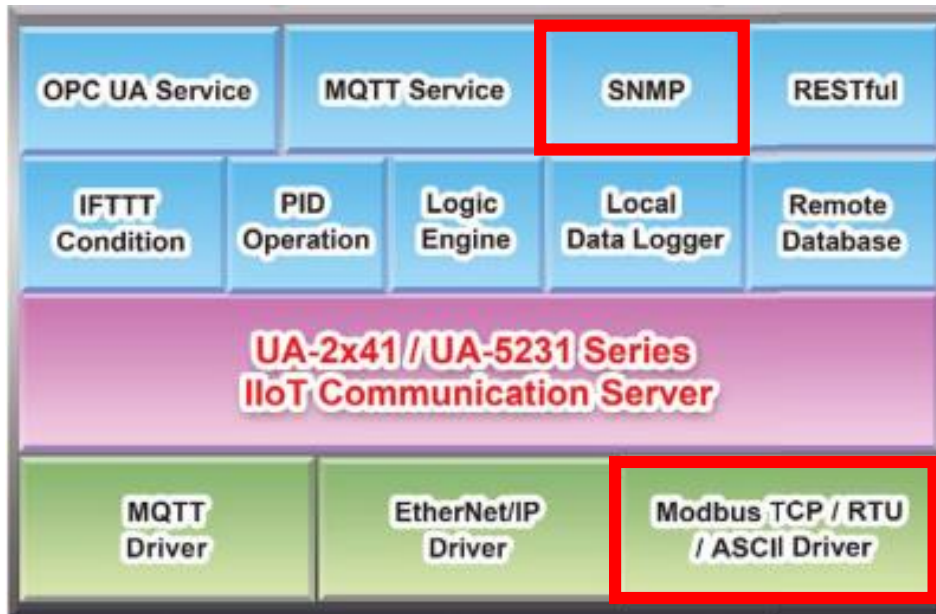 OPC UA Service
MQTT Service
SNMP
RESTful
IFTTT
Condition
PID
Operation
Logic
Engine
Local
Data Logger
Remote
Database
UA-2x41 / UA-5231 Series
IIoT Communication Server
MQTT
Driver
EtherNet/IP
Driver
Modbus TCP / RTU
/ ASCII Driver